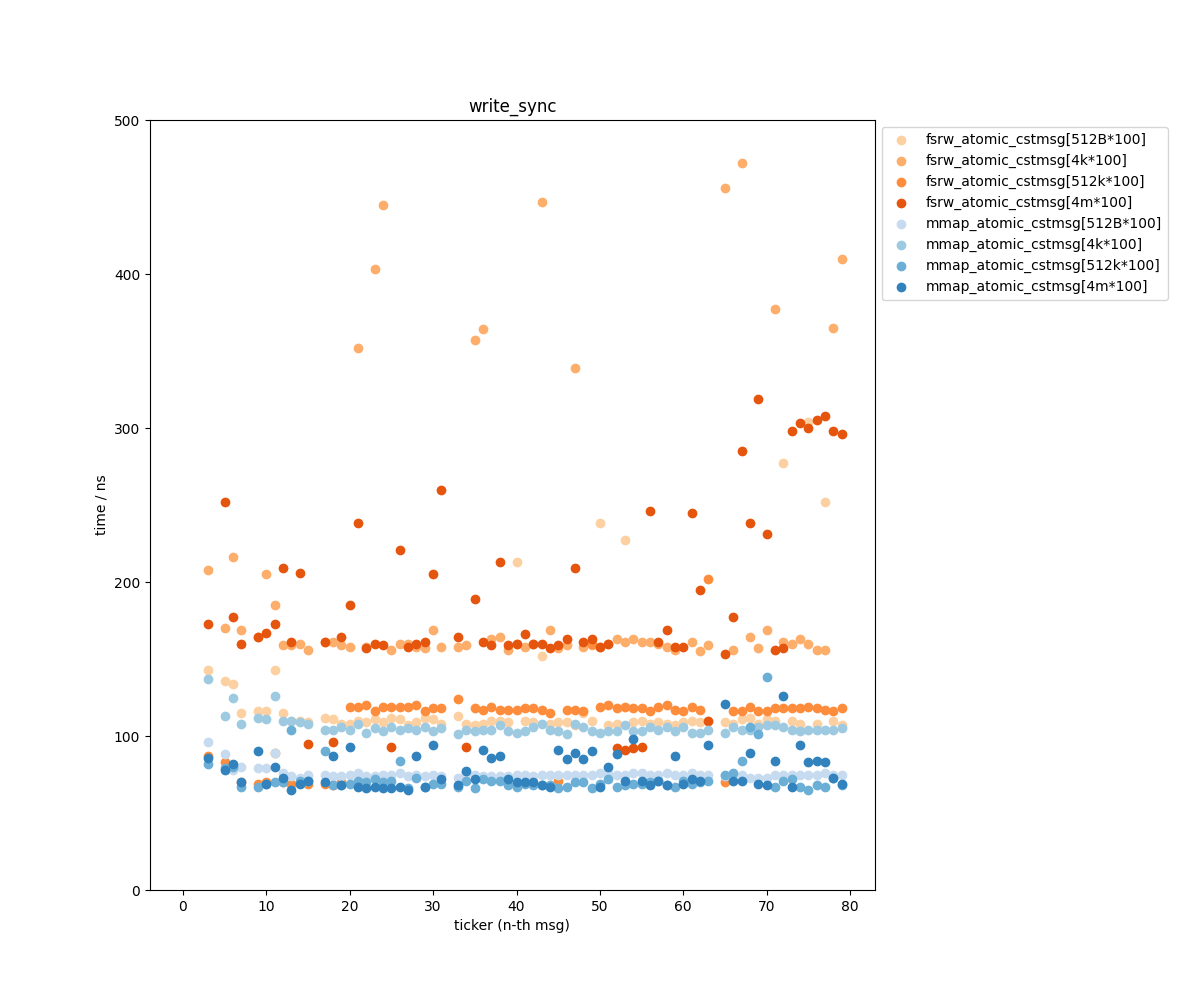 write_sync
500
400
300
200
100
0
time / ns
0 10 20 30 40 50 60 70 80
ticker (n-th msg)
fsrw_atomic_cstmsg[512B*100]
fsrw_atomic_cstmsg[4k*100]
fsrw_atomic_cstmsg[512k*100]
fsrw_atomic_cstmsg[4m*100]
mmap_atomic_cstmsg[512B*100]
mmap_atomic_cstmsg[4k*100]
mmap_atomic_cstmsg[512k*100]
mmap_atomic_cstmsg[4m*100]